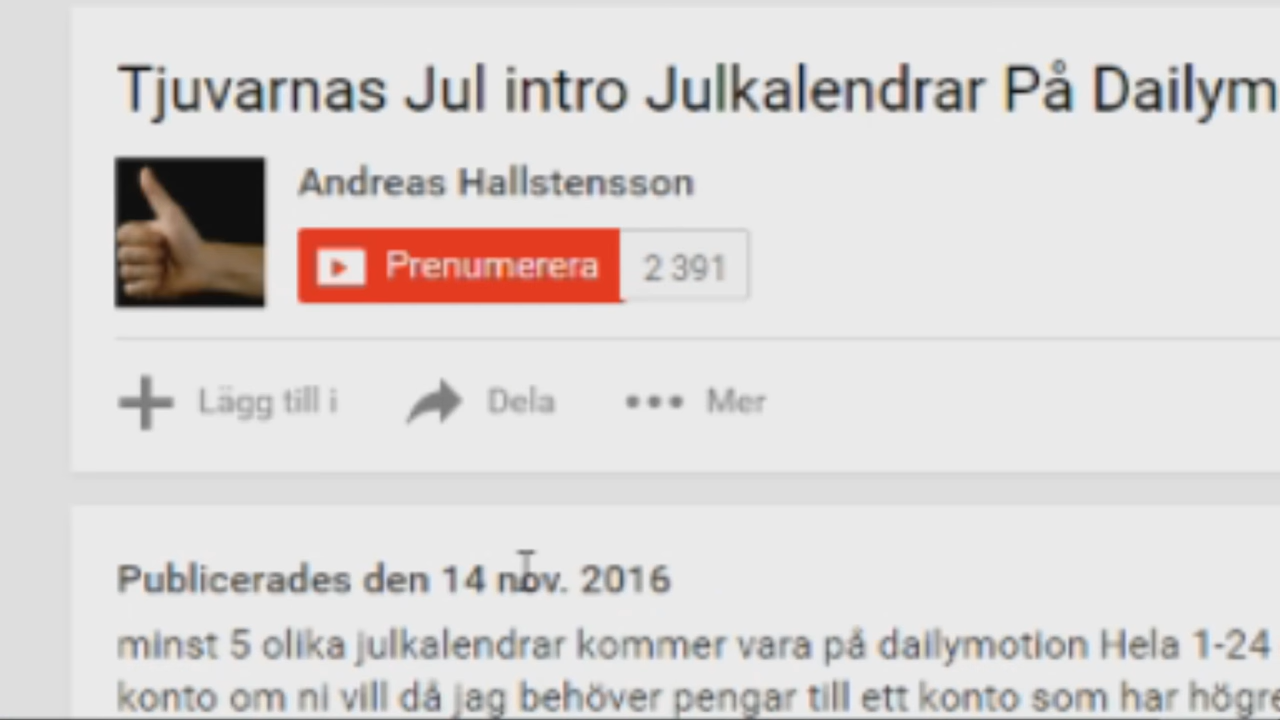 Tjuvarnas Jul intro Julkalendrar På Dailym
Andreas Hallstensson
Prenumerera 2 391
Lägg till i Dela Mer
Publicerades den 14 nov. 2016
minst 5 olika julkalendrar kommer vara på dailymotion Hela 1-24
konto om ni vill då jag behöver pengar till ett konto som har högre